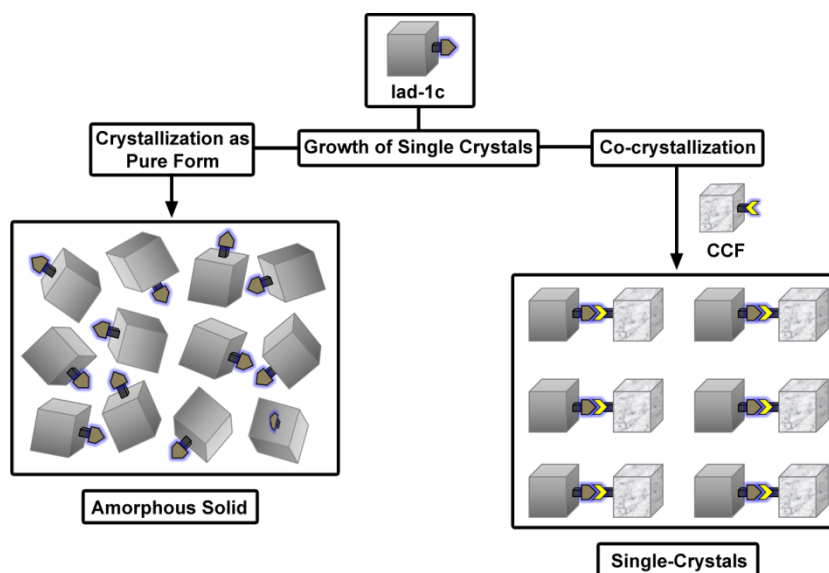 lad-1c
Crystallization as
Pure Form
Growth of Single Crystals
Co-crystallization
CCF
Amorphous Solid
Single-Crystals